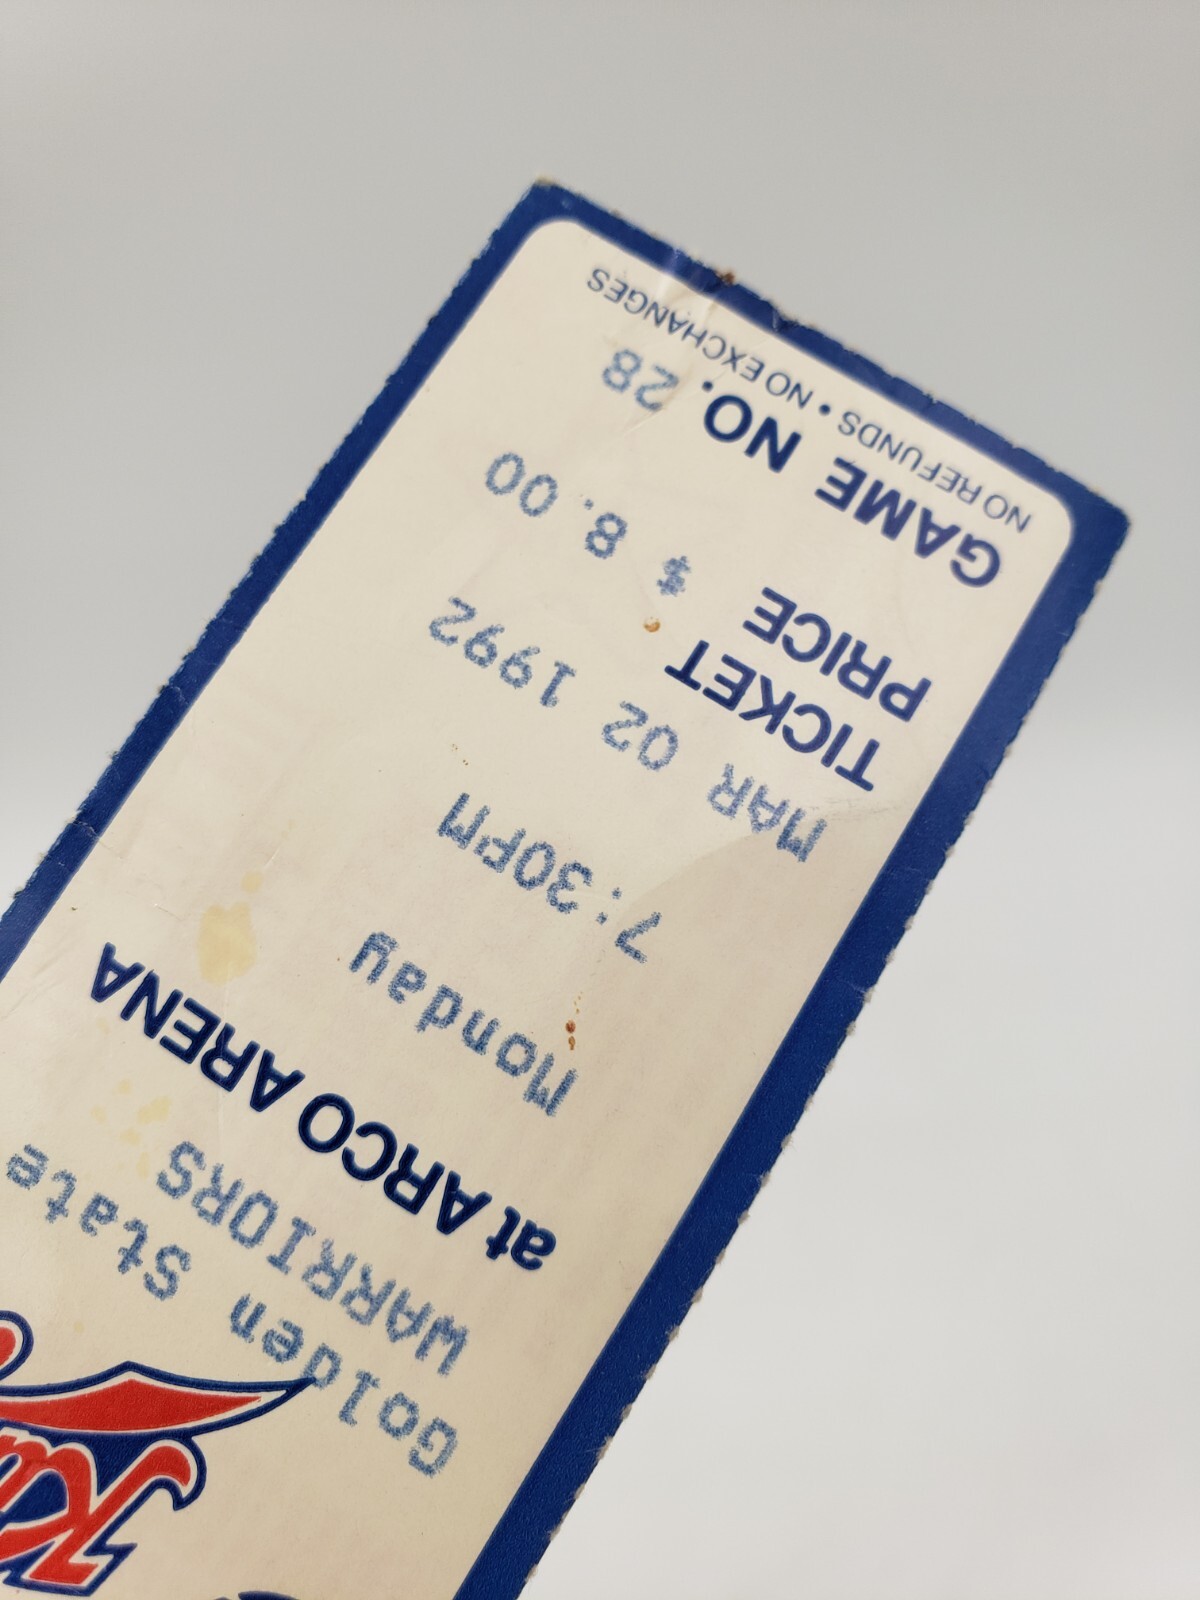 Golden State
WARRIORS
at ARCO ARENA
Monday
7:30PM
MAR 02 1992
TICKET
PRICE $ 8.00
GAME NO. 28
NO REFUNDS • NO EXCHANGES